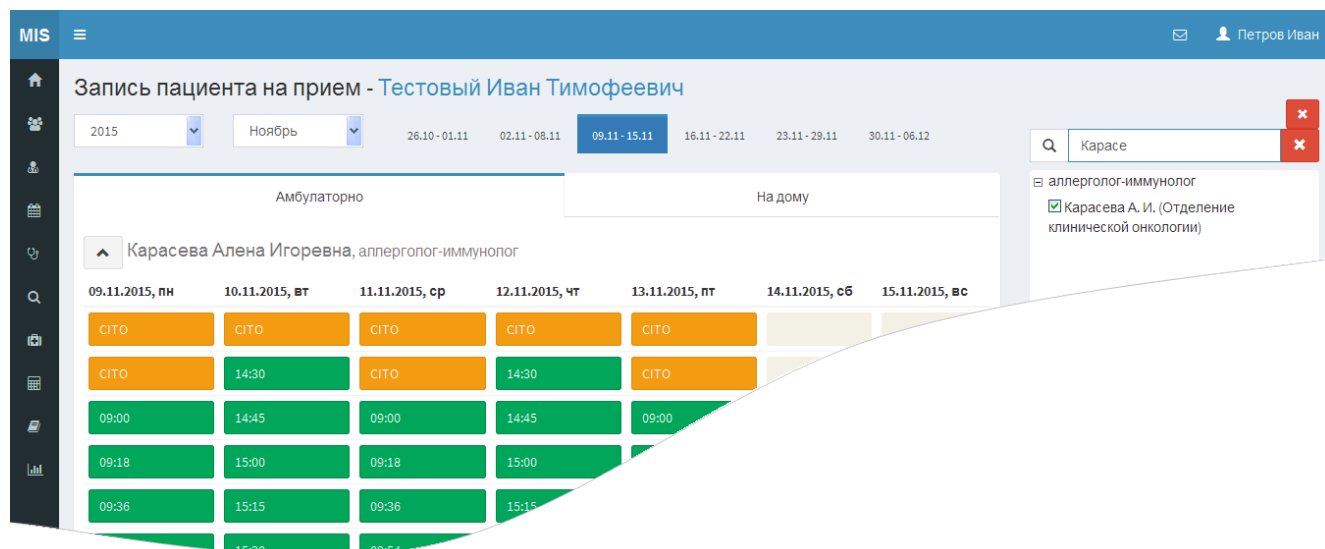 MIS
Петров Иван
Запись пациента на прием - Тестовый Иван Тимофеевич
2015 Ноябрь 26.10 - 01.11 02.11 - 08.11 09.11 - 15.11 16.11 - 22.11 23.11 - 29.11 30.11 - 06.12
Карасе
Амбулаторно На дому
аллерголог-иммунолог
Карасева А. И. (Отделение
клинической онкологии)
Карасева Алена Игоревна, аллерголог-иммунолог
09.11.2015, пн 10.11.2015, вт 11.11.2015, ср 12.11.2015, чт 13.11.2015, пт 14.11.2015, сб 15.11.2015, вс
CITO CITO CITO CITO CITO
CITO 14:30 CITO 14:30 CITO
09:00 14:45 09:00 14:45 09:00
09:18 15:00 09:18 15:00
09:36 15:15 09:36 15:15